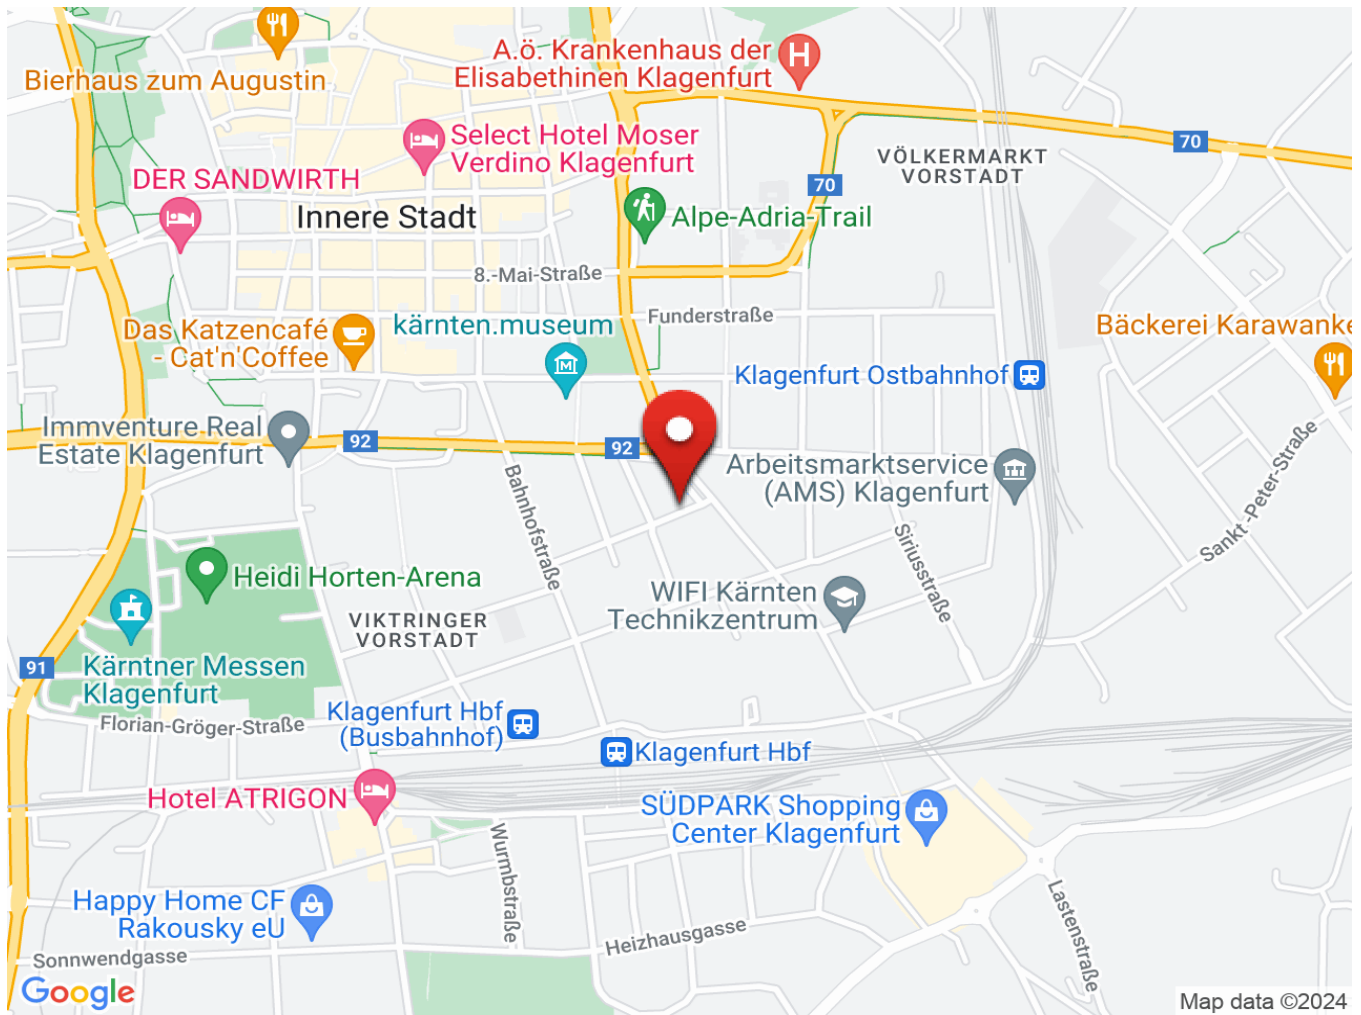 Bierhaus zum Augustin
A.ö. Krankenhaus der
Elisabethinen Klagenfurt
H
Select Hotel Moser
Verdino Klagenfurt
70
VÖLKERMARKT
VORSTADT
70
DER SANDWIRTH
Innere Stadt
Alpe-Adria-Trail
8.-Mai-Straße
Funderstraße
Das Katzencafé
- Cat'n'Coffee
kärnten.museum
M
Bäckerei Karawanke
Klagenfurt Ostbahnhof
Immventure Real
Estate Klagenfurt
92
92
Arbeitsmarktservice
(AMS) Klagenfurt
Bahnhofstraße
Siriusstraße
Sankt-Peter-Straße
Heidi Horten-Arena
WIFI Kärnten
Technikzentrum
VIKTRINGER
VORSTADT
91
Kärntner Messen
Klagenfurt
Florian-Gröger-Straße
Klagenfurt Hbf
(Busbahnhof)
Klagenfurt Hbf
Hotel ATRIGON
SÜDPARK Shopping
Center Klagenfurt
Wurmbstraße
Lastenstraße
Happy Home CF
Rakousky eU
Heizhausgasse
Sonnwendgasse
Google
Map data ©2024